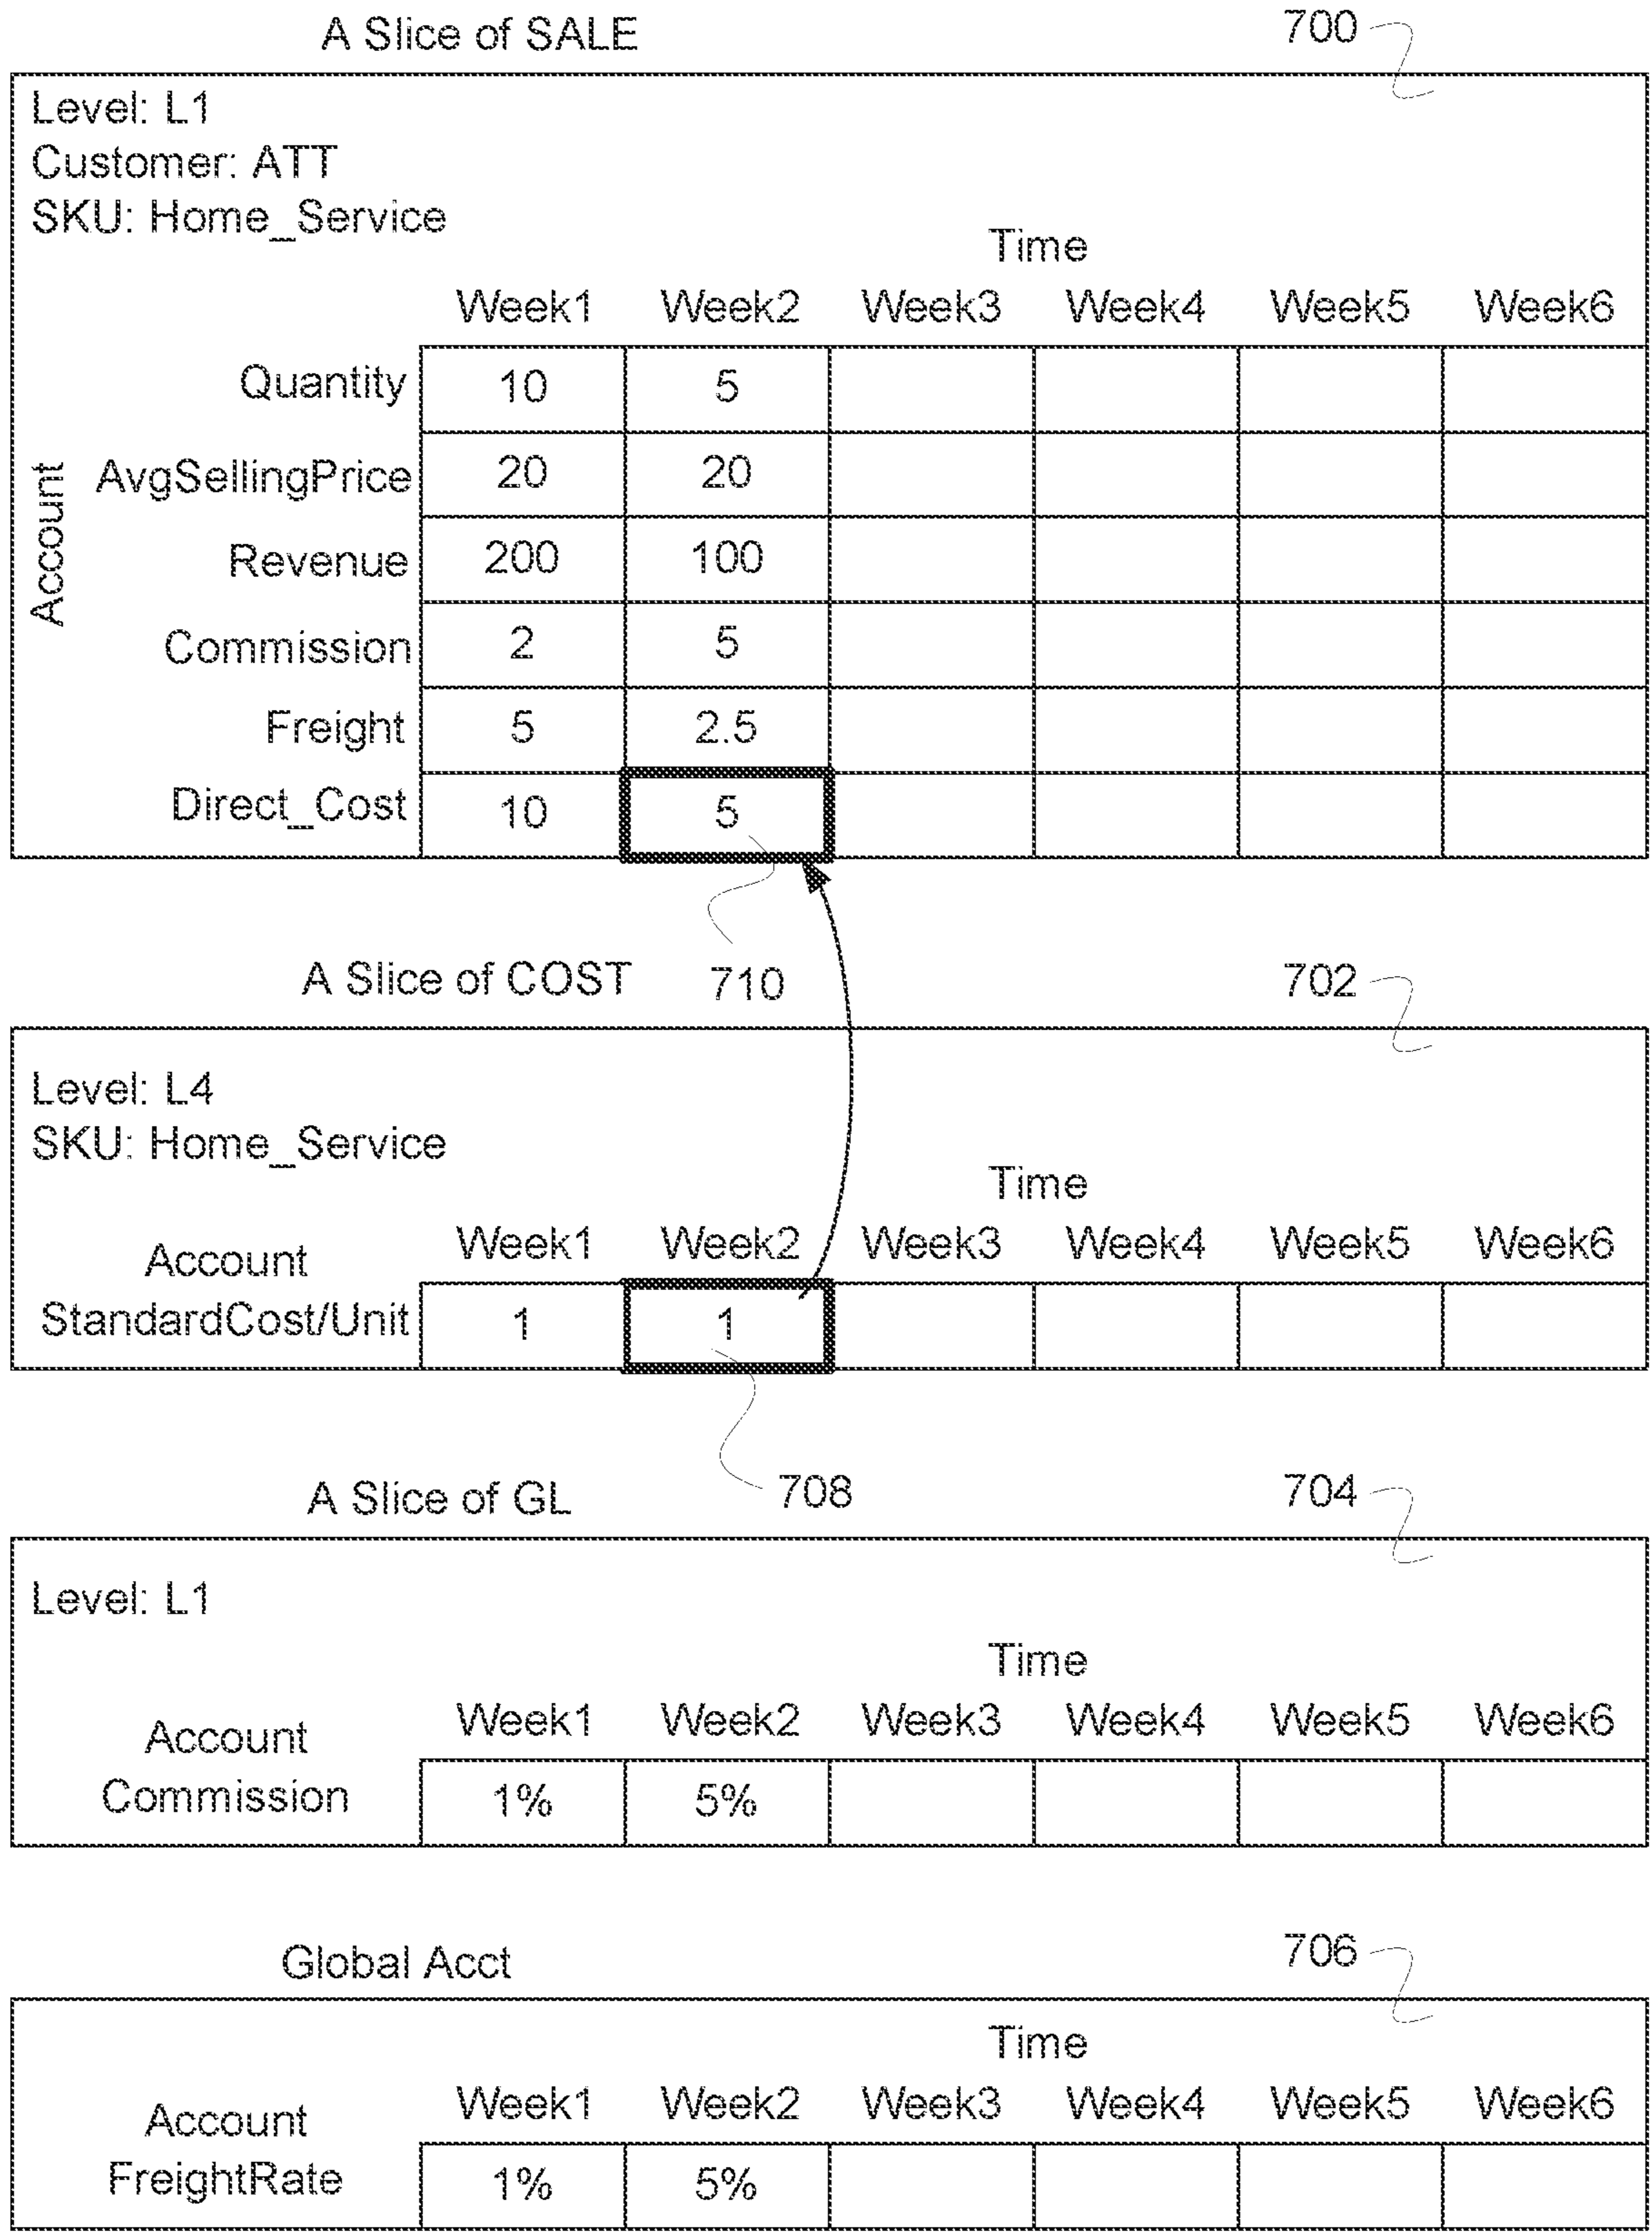 A Slice of SALE 700
Level: L1
Customer: ATT
SKU: Home_Service
Time
Week1 Week2 Week3 Week4 Week5 Week6
Account
Quantity 10 5
AvgSellingPrice 20 20
Revenue 200 100
Commission 2 5
Freight 5 2.5
Direct_Cost 10 5
710
A Slice of COST 702
Level: L4
SKU: Home_Service
Time
Week1 Week2 Week3 Week4 Week5 Week6
Account
StandardCost/Unit 1 1
708
A Slice of GL 704
Level: L1
Time
Week1 Week2 Week3 Week4 Week5 Week6
Account
Commission 1% 5%
Global Acct 706
Time
Week1 Week2 Week3 Week4 Week5 Week6
Account
FreightRate 1% 5%